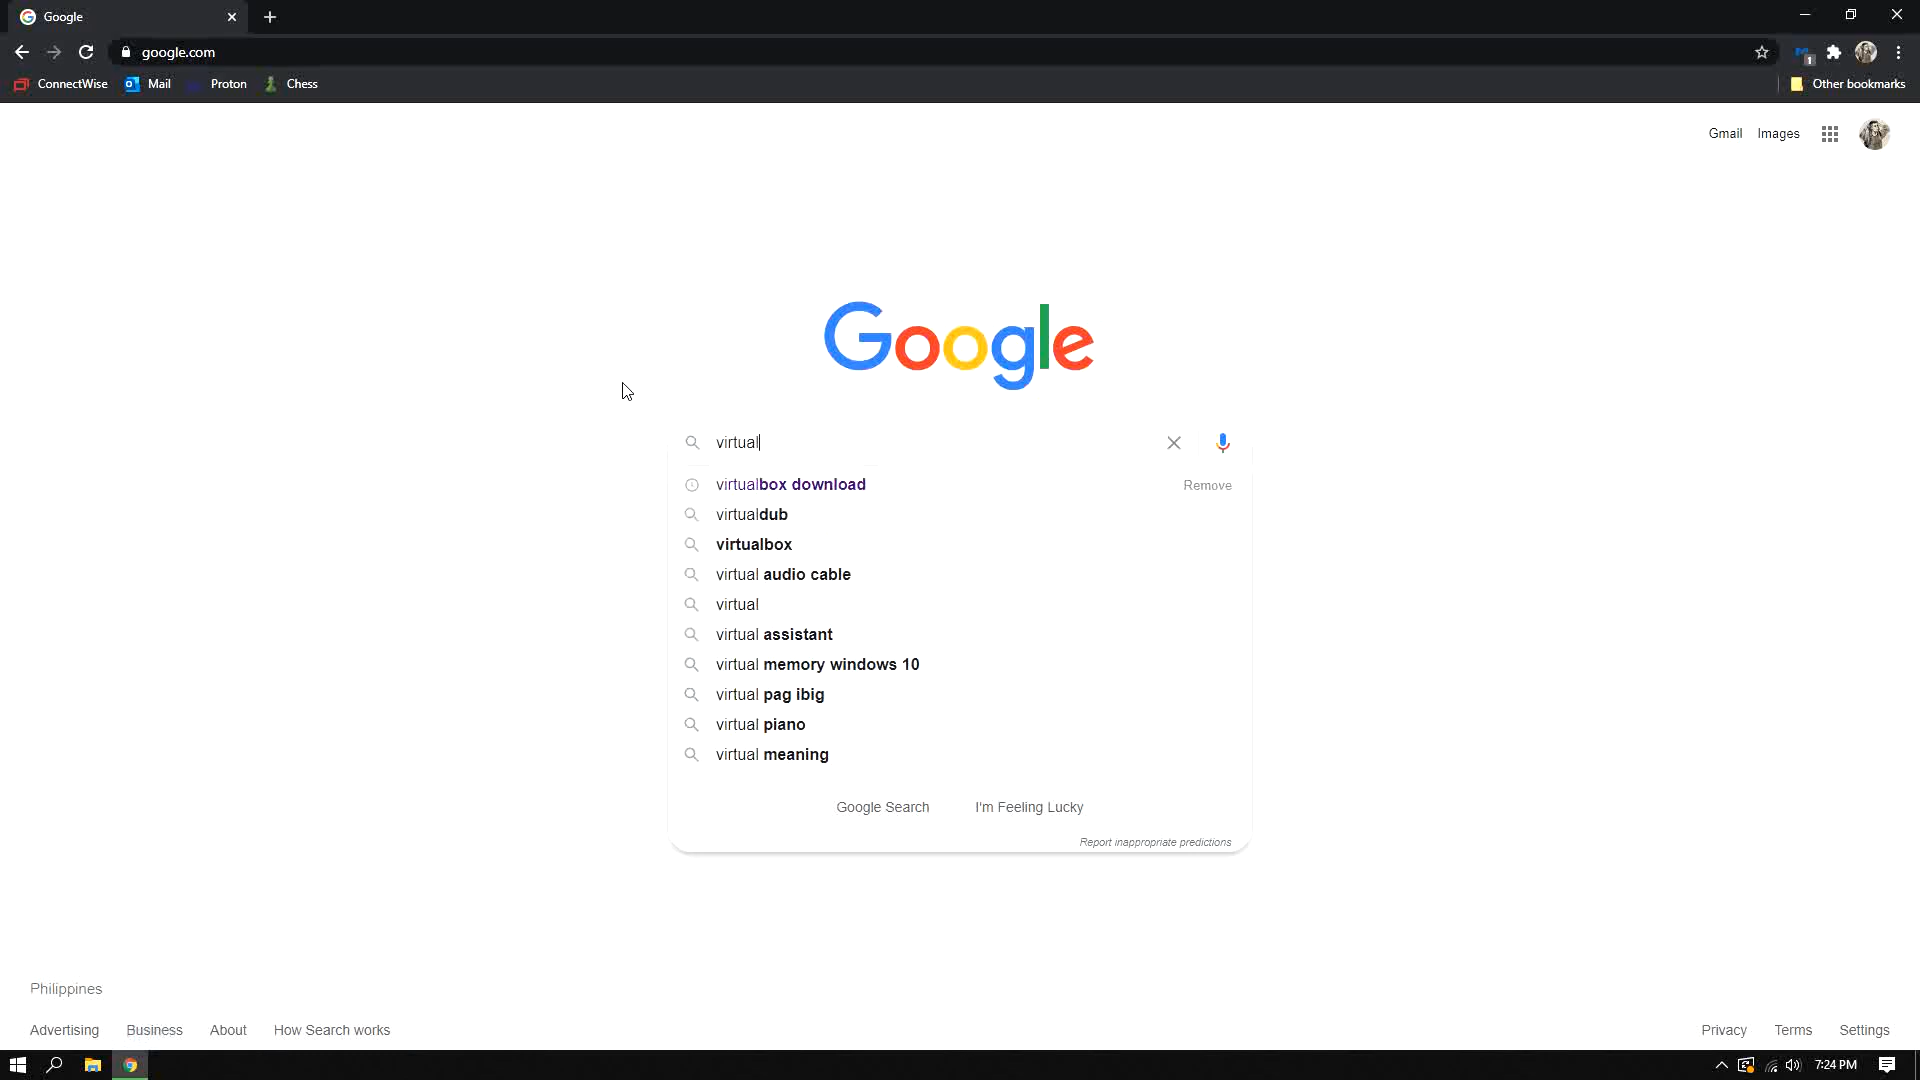 Google
google.com
1
ConnectWise
Mail
Proton
Chess
Other bookmarks
Gmail
Images
Google
virtual
virtualbox download
Remove
virtualdub
virtualbox
virtual audio cable
virtual
virtual assistant
virtual memory windows 10
virtual pag ibig
virtual piano
virtual meaning
Google Search
I'm Feeling Lucky
Report inappropriate predictions
Philippines
Advertising
Business
About
How Search works
Privacy
Terms
Settings
7:24 PM